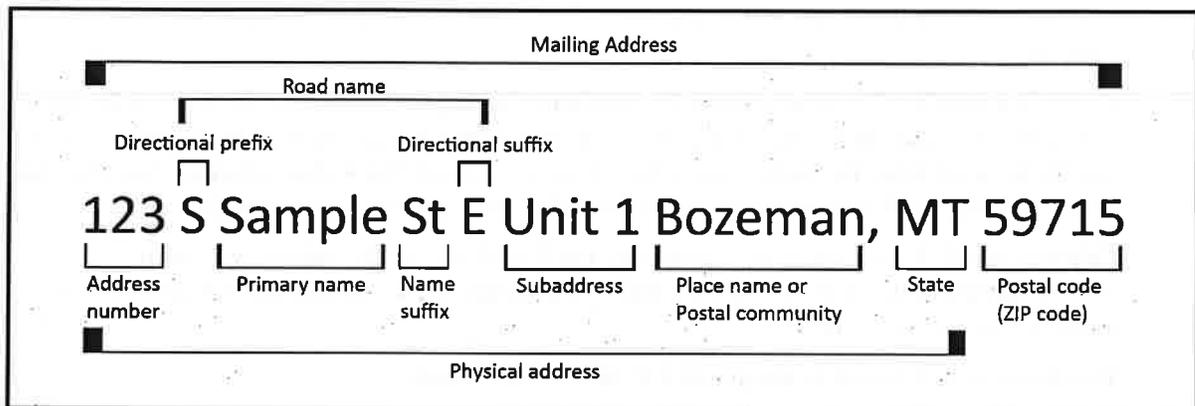 Mailing Address
Road name
Directional prefix Directional suffix
123 S Sample St E Unit 1 Bozeman, MT 59715
Address number
Primary name
Name suffix
Subaddress
Place name or
Postal community
State
Postal code
(ZIP code)
Physical address